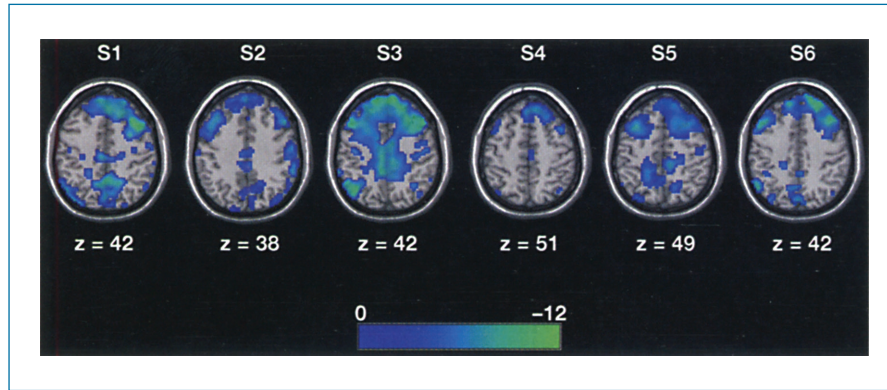 S1 S2 S3 S4 S5 S6
z = 42 z = 38 z = 42 z = 51 z = 49 z = 42
0 −12